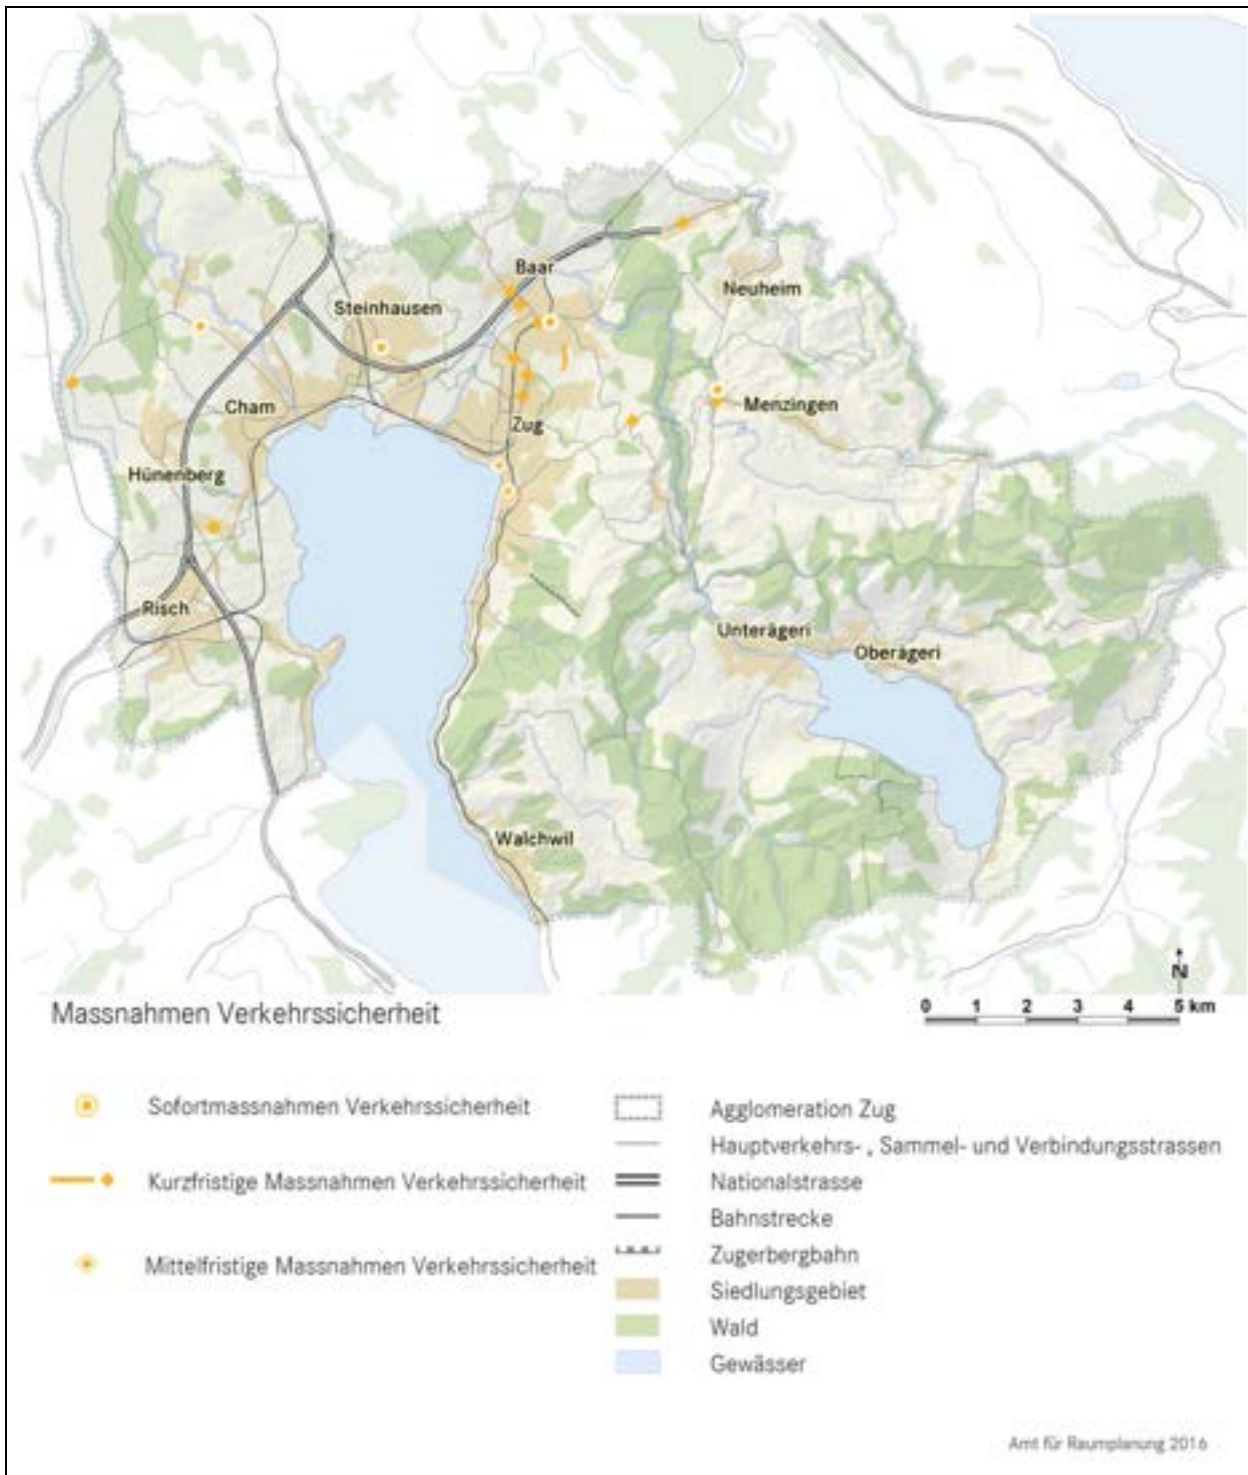 Baar
Neuheim
Steinhausen
Cham
Menzingen
Zug
Hünenberg
Risch
Unterägeri
Oberägeri
Walchwil
N
0 1 2 3 4 5 km
Massnahmen Verkehrssicherheit
Sofortmassnahmen Verkehrssicherheit
Kurzfristige Massnahmen Verkehrssicherheit
Mittelfristige Massnahmen Verkehrssicherheit
Agglomeration Zug
Hauptverkehrs- , Sammel- und Verbindungsstrassen
Nationalstrasse
Bahnstrecke
Zugerbergbahn
Siedlungsgebiet
Wald
Gewässer
Amt für Raumplanung 2016